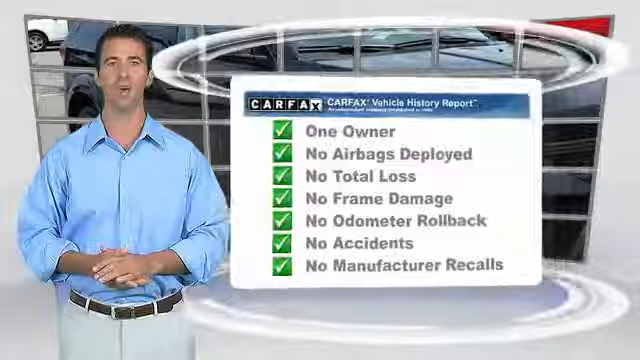 CARFAX CARFAX® Vehicle History Report™
One Owner
No Airbags Deployed
No Total Loss
No Frame Damage
No Odometer Rollback
No Accidents
No Manufacturer Recalls